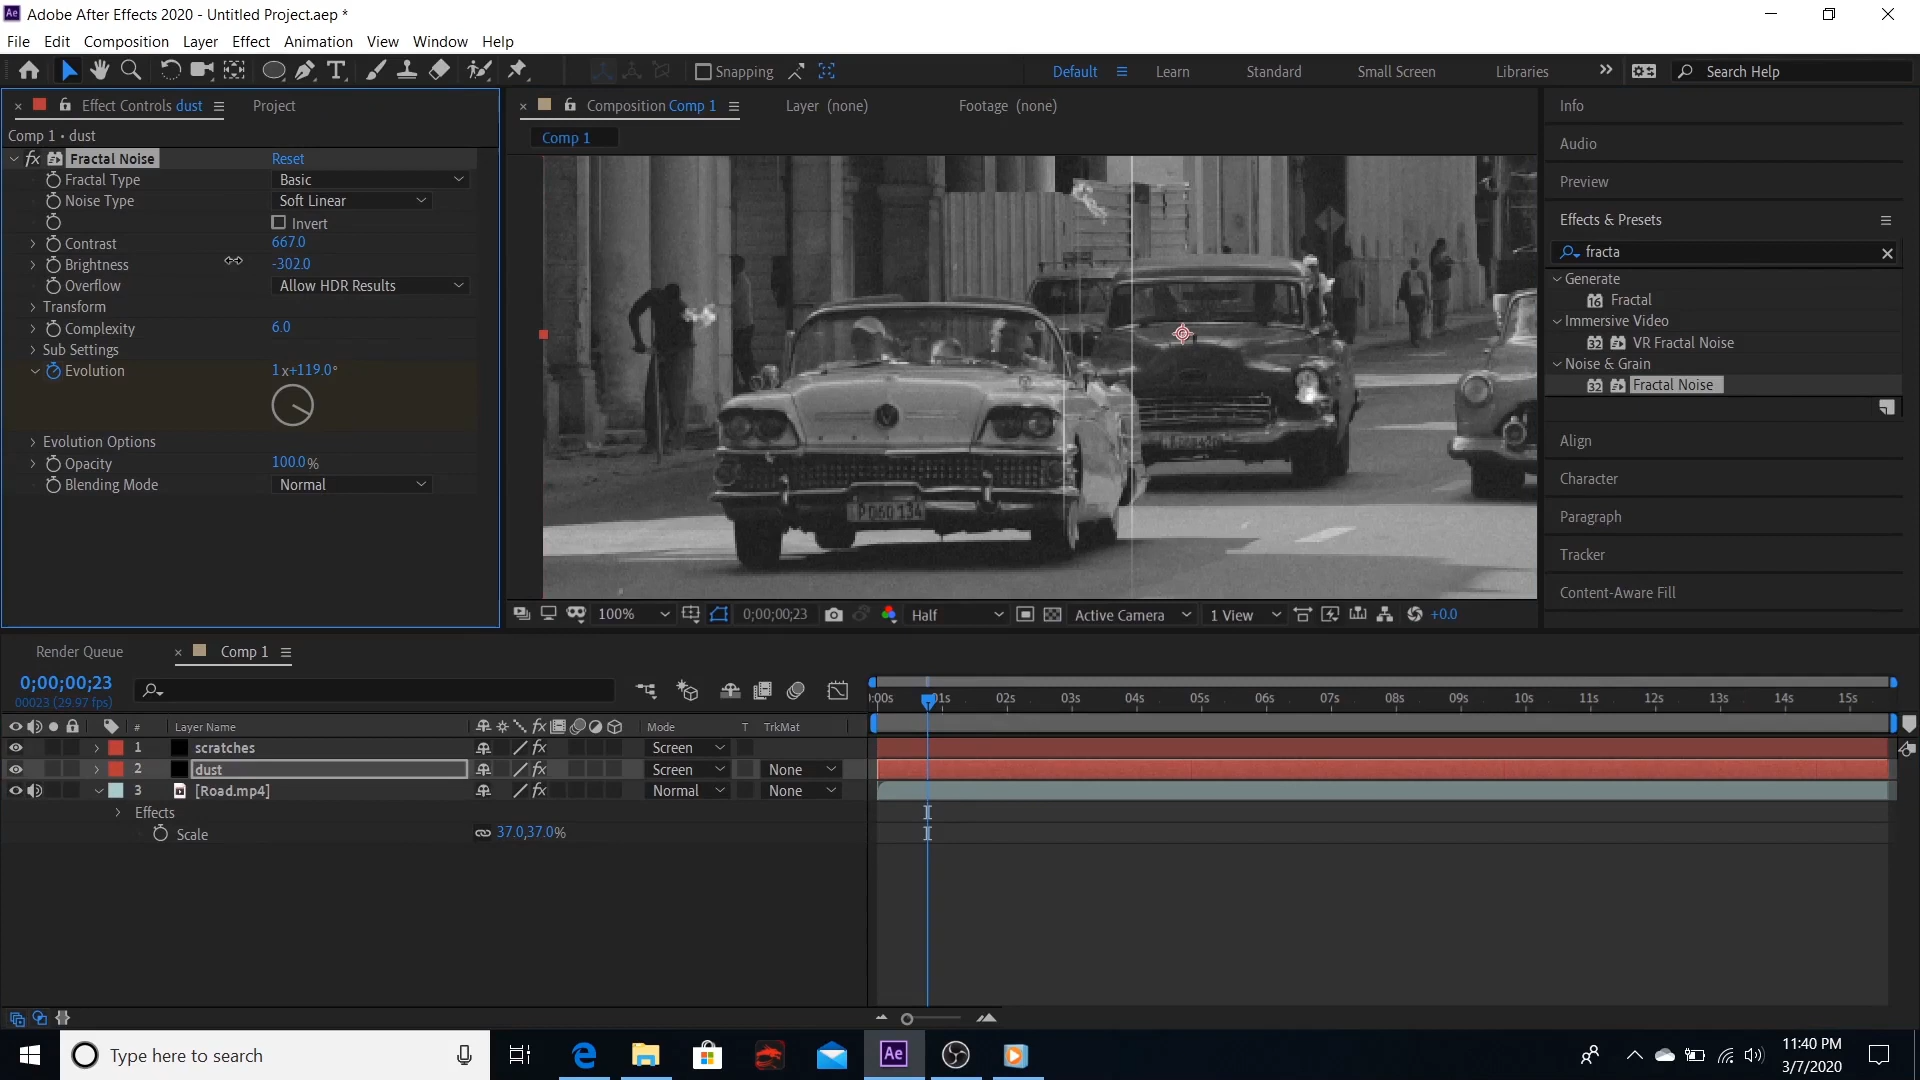 Adobe After Effects 2020 - Untitled Project.aep *
File Edit Composition Layer Effect Animation View Window Help
Snapping
Default Learn Standard Small Screen Libraries Search Help
Effect Controls dust
Project
Comp 1 • dust
fx Fractal Noise Reset
Fractal Type Basic
Noise Type Soft Linear
Invert
Contrast 667.0
Brightness -302.0
Overflow Allow HDR Results
Transform
Complexity 6.0
Sub Settings
Evolution 1x+119.0°
Evolution Options
Opacity 100.0%
Blending Mode Normal
Composition Comp 1
Layer (none)
Footage (none)
Comp 1
100% 0;00;00;23 Half Active Camera 1 View +0.0
Info
Audio
Preview
Effects & Presets
fracta
Generate
Fractal
Immersive Video
VR Fractal Noise
Noise & Grain
Fractal Noise
Align
Character
Paragraph
Tracker
Content-Aware Fill
Render Queue
Comp 1
0;00;00;23
00023 (29.97 fps)
:00s 01s 02s 03s 04s 05s 06s 07s 08s 09s 10s 11s 12s 13s 14s 15s
# Layer Name Mode T TrkMat
1 scratches Screen
2 dust Screen None
3 [Road.mp4] Normal None
Effects
Scale 37.0,37.0%
Type here to search
Ae
11:40 PM
3/7/2020